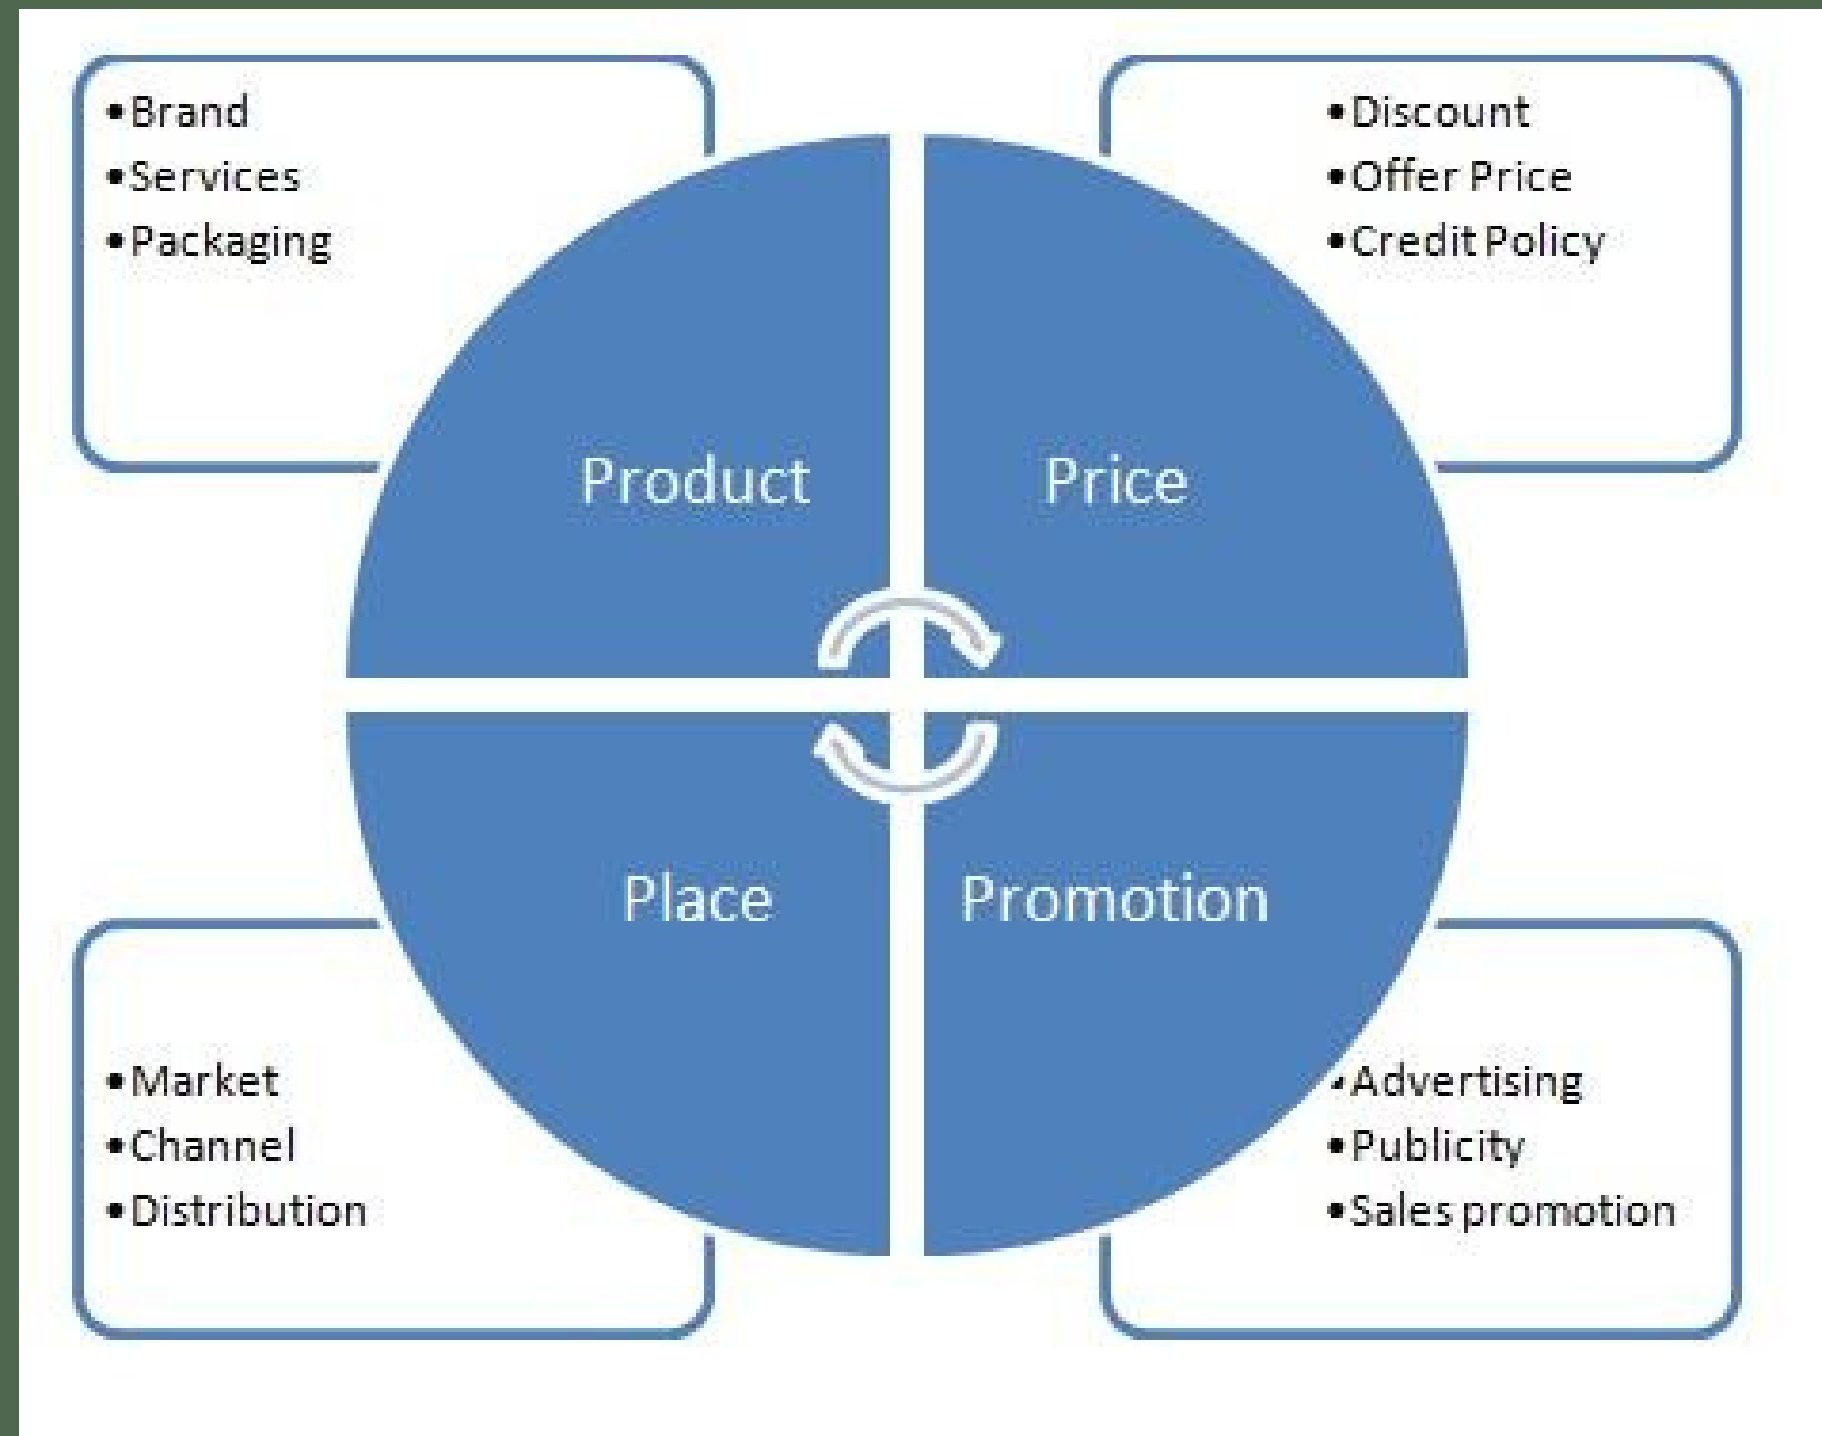 •Brand
•Services
•Packaging
•Discount
•Offer Price
•Credit Policy
Product
Price
Place
Promotion
•Market
•Channel
•Distribution
•Advertising
•Publicity
•Sales promotion